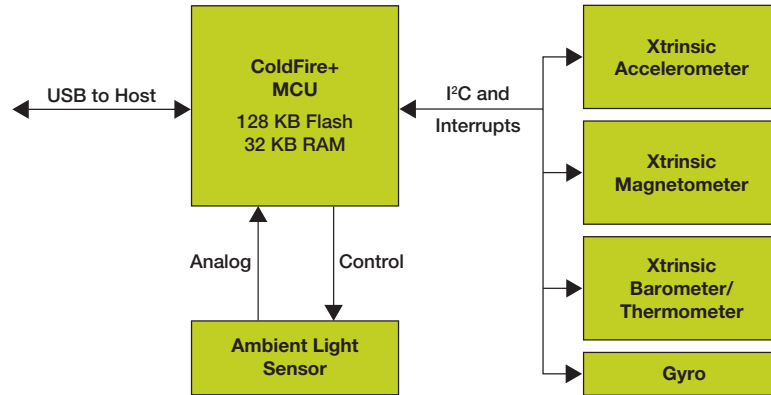 USB to Host
ColdFire+
MCU
128 KB Flash
32 KB RAM
I²C and
Interrupts
Analog
Control
Ambient Light
Sensor
Xtrinsic
Accelerometer
Xtrinsic
Magnetometer
Xtrinsic
Barometer/
Thermometer
Gyro